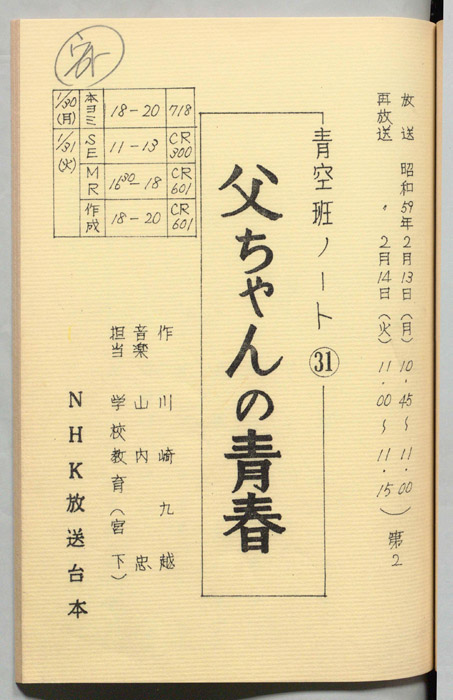 放送 昭和59年2月13日(月) 10・45〜11・00
再放送 〃 2月14日(火) 11・00〜11・15) 第2
青空班ノート㉛
父ちゃんの青春
1/30(月) 本ヨミ 18-20 718
1/31(火) SE 11-13 CR300
MR 16³⁰-18 CR601
作成 18-20 CR601
作 川崎九越
音楽 山内忠
担当 学校教育(宮下)
NHK放送台本